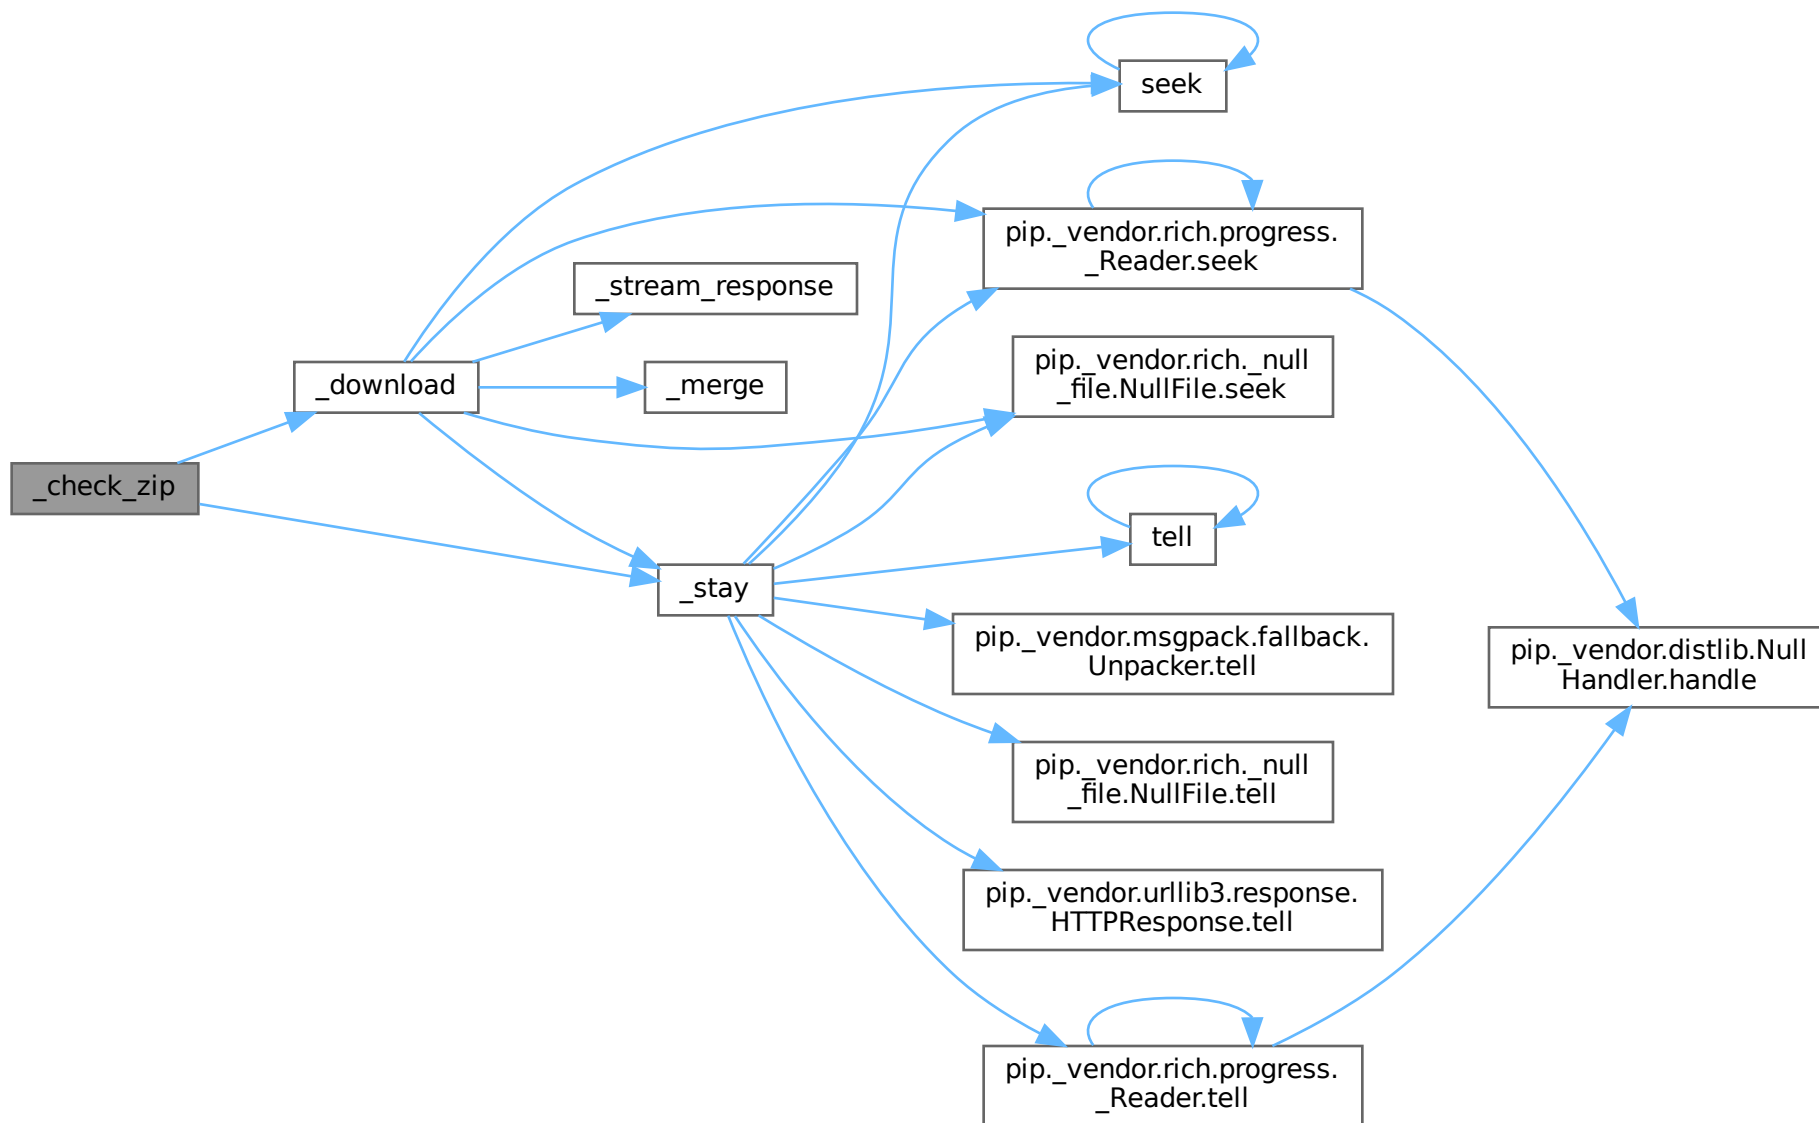 seek
pip._vendor.rich.progress.
_Reader.seek
_stream_response
pip._vendor.rich._null
_file.NullFile.seek
_download
_merge
_check_zip
tell
_stay
pip._vendor.msgpack.fallback.
Unpacker.tell
pip._vendor.distlib.Null
Handler.handle
pip._vendor.rich._null
_file.NullFile.tell
pip._vendor.urllib3.response.
HTTPResponse.tell
pip._vendor.rich.progress.
_Reader.tell